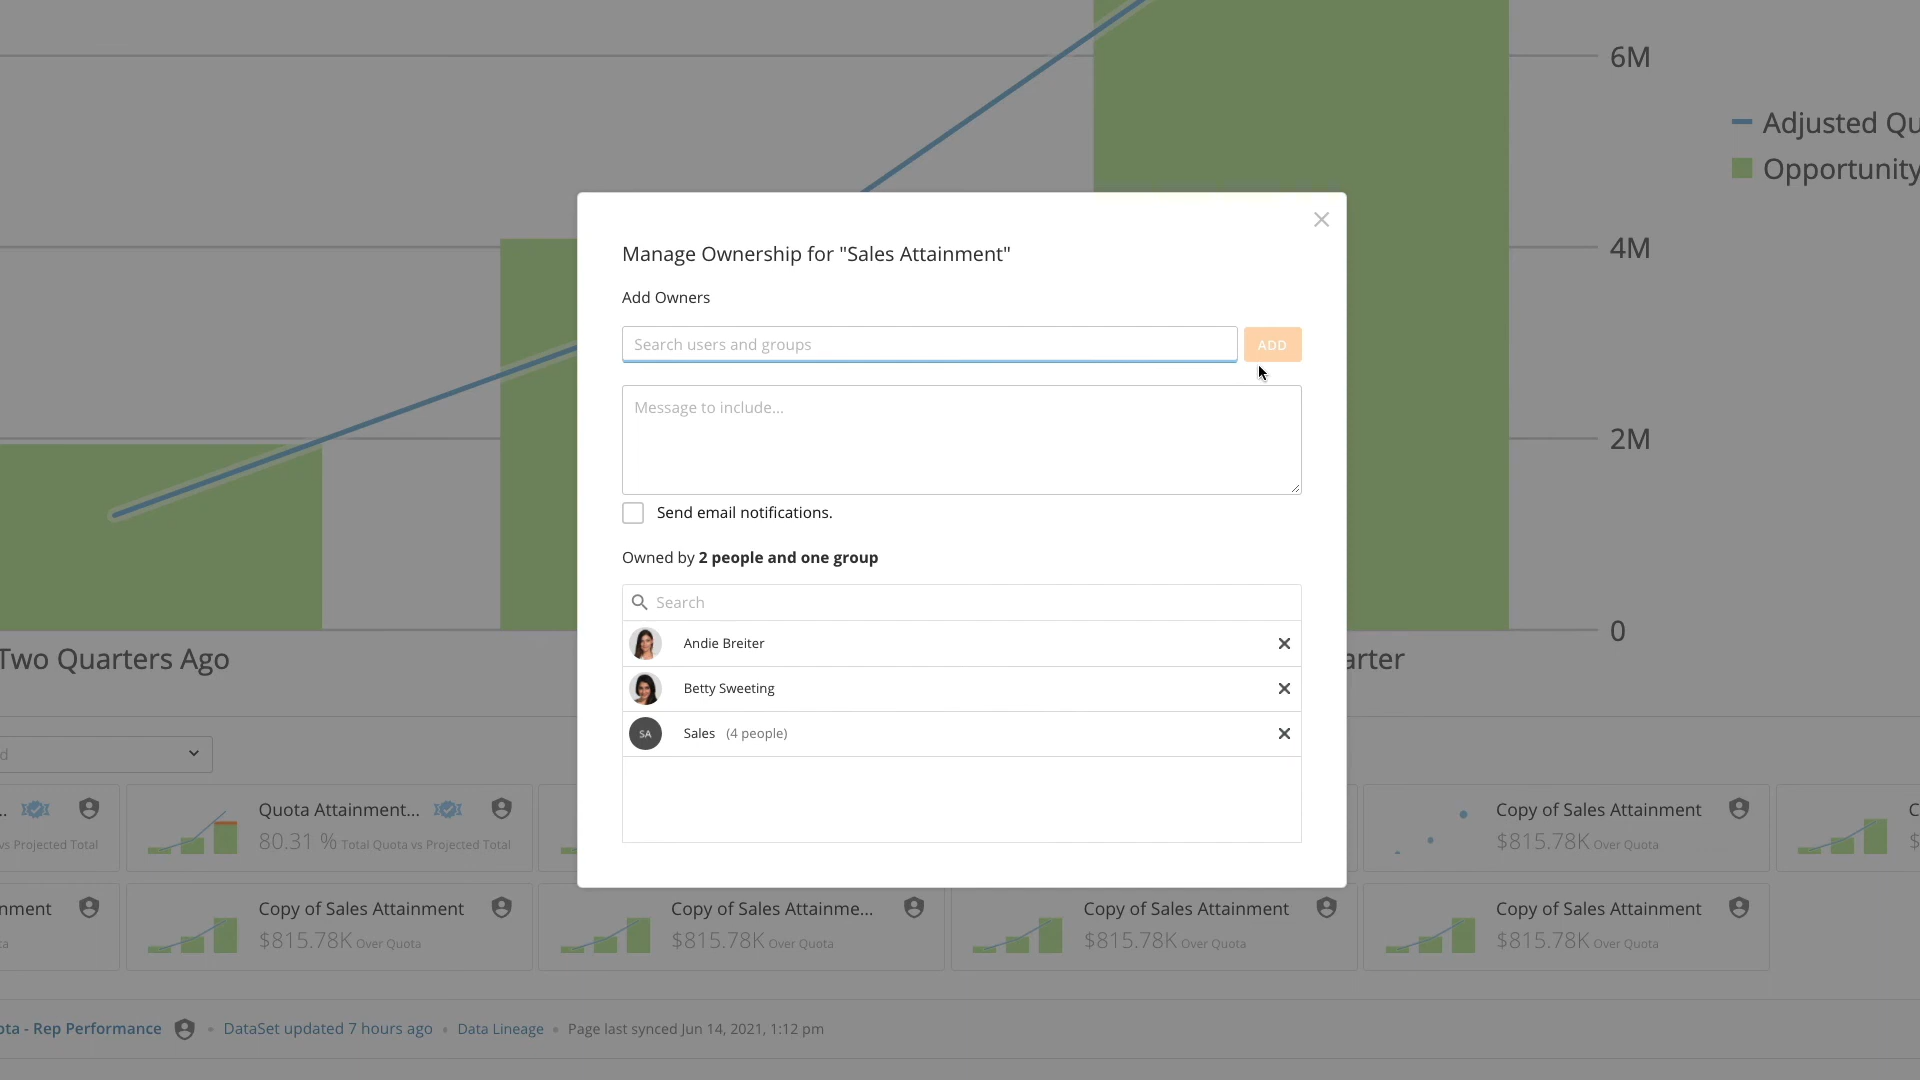 6M
Adjusted Qu
Opportunity
4M
2M
0
Two Quarters Ago
arter
Manage Ownership for "Sales Attainment"
Add Owners
Search users and groups
ADD
Message to include...
Send email notifications.
Owned by 2 people and one group
Search
Andie Breiter
Betty Sweeting
SA
Sales (4 people)
d
...
vs Projected Total
Quota Attainment...
80.31 % Total Quota vs Projected Total
Copy of Sales Attainment
$815.78K Over Quota
C
$
nment
ta
Copy of Sales Attainment
$815.78K Over Quota
Copy of Sales Attainme...
$815.78K Over Quota
Copy of Sales Attainment
$815.78K Over Quota
Copy of Sales Attainment
$815.78K Over Quota
ota - Rep Performance • DataSet updated 7 hours ago • Data Lineage • Page last synced Jun 14, 2021, 1:12 pm